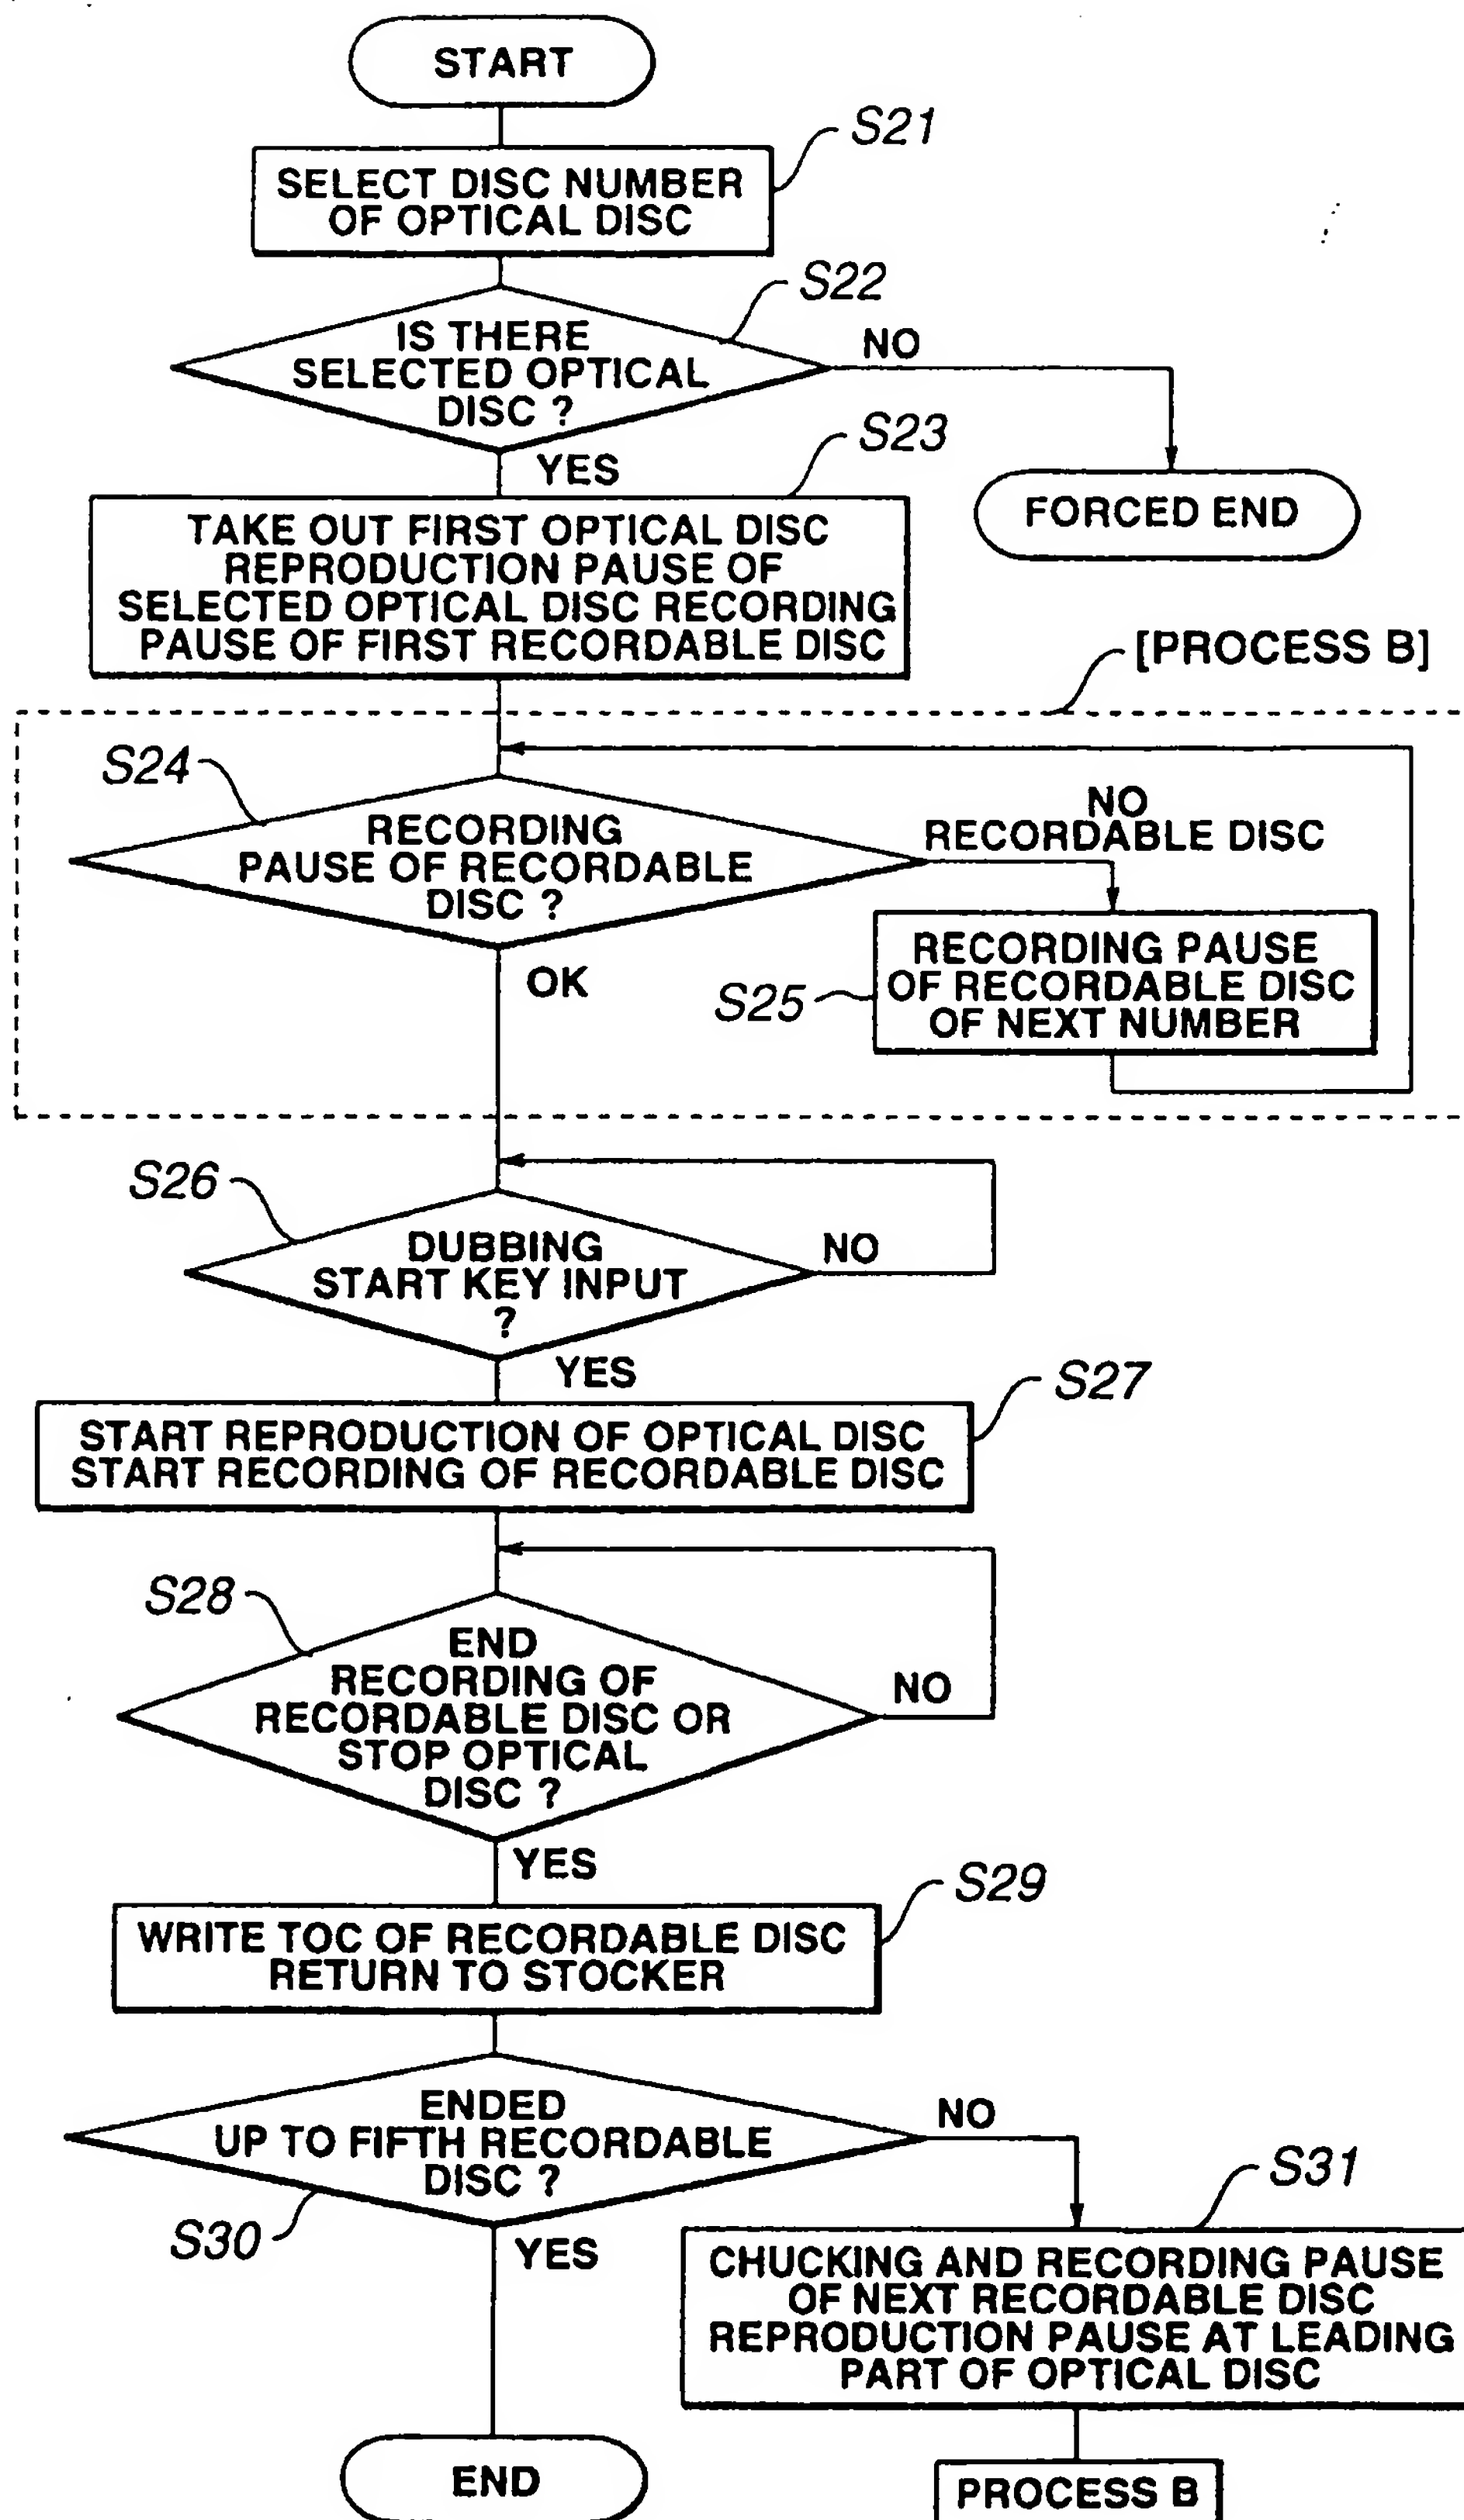 START
S21
SELECT DISC NUMBER
OF OPTICAL DISC
S22
IS THERE
SELECTED OPTICAL
DISC ?
NO
YES
S23
FORCED END
TAKE OUT FIRST OPTICAL DISC
REPRODUCTION PAUSE OF
SELECTED OPTICAL DISC RECORDING
PAUSE OF FIRST RECORDABLE DISC
[PROCESS B]
S24
RECORDING
PAUSE OF RECORDABLE
DISC ?
NO
RECORDABLE DISC
OK
S25
RECORDING PAUSE
OF RECORDABLE DISC
OF NEXT NUMBER
S26
DUBBING
START KEY INPUT
?
NO
YES
S27
START REPRODUCTION OF OPTICAL DISC
START RECORDING OF RECORDABLE DISC
S28
END
RECORDING OF
RECORDABLE DISC OR
STOP OPTICAL
DISC ?
NO
YES
S29
WRITE TOC OF RECORDABLE DISC
RETURN TO STOCKER
ENDED
UP TO FIFTH RECORDABLE
DISC ?
NO
S30
YES
S31
CHUCKING AND RECORDING PAUSE
OF NEXT RECORDABLE DISC
REPRODUCTION PAUSE AT LEADING
PART OF OPTICAL DISC
END
PROCESS B